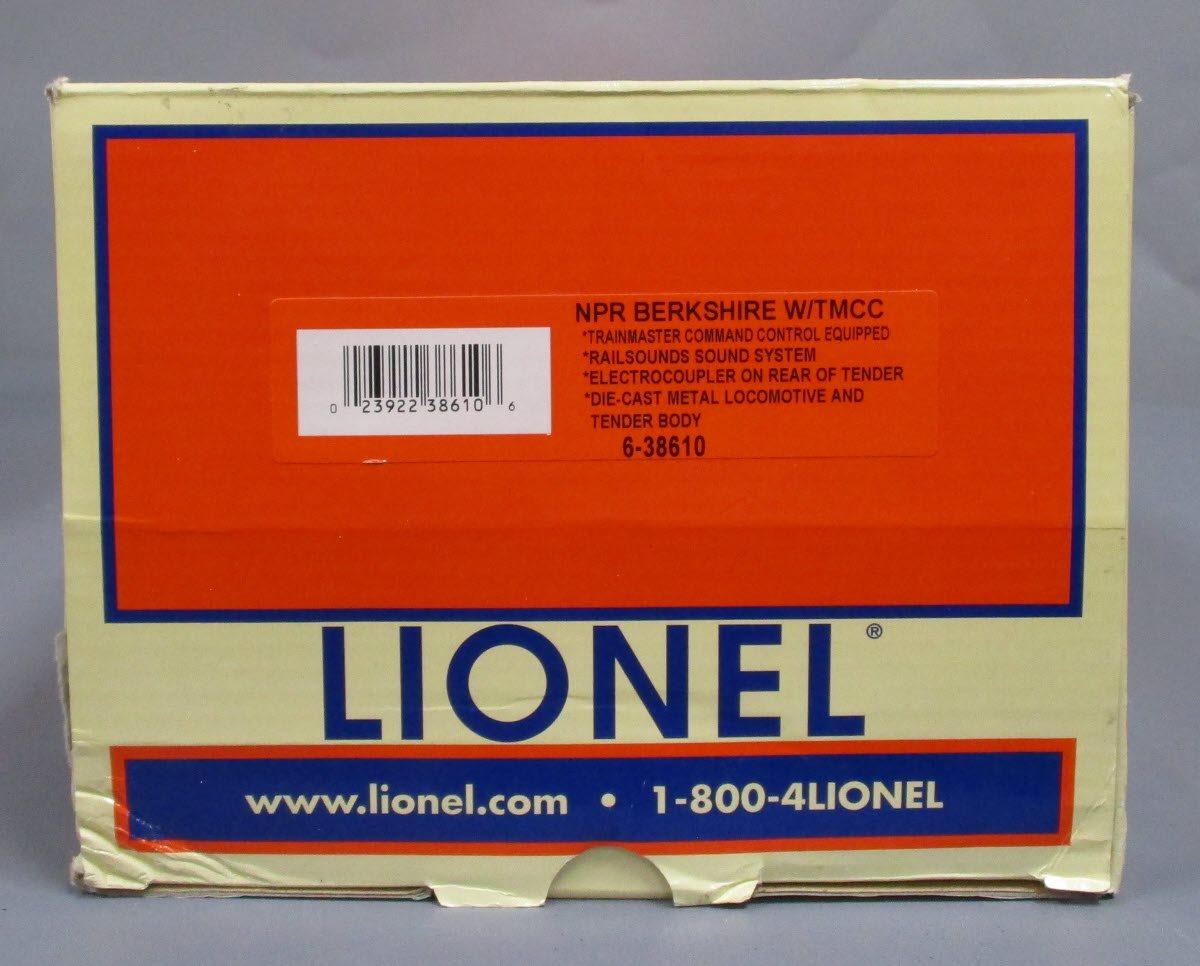 NPR BERKSHIRE W/TMCC
*TRAINMASTER COMMAND CONTROL EQUIPPED
*RAILSOUNDS SOUND SYSTEM
*ELECTROCOUPLER ON REAR OF TENDER
*DIE-CAST METAL LOCOMOTIVE AND
TENDER BODY
6-38610
0 23922 38610 6
LIONEL®
www.lionel.com • 1-800-4LIONEL